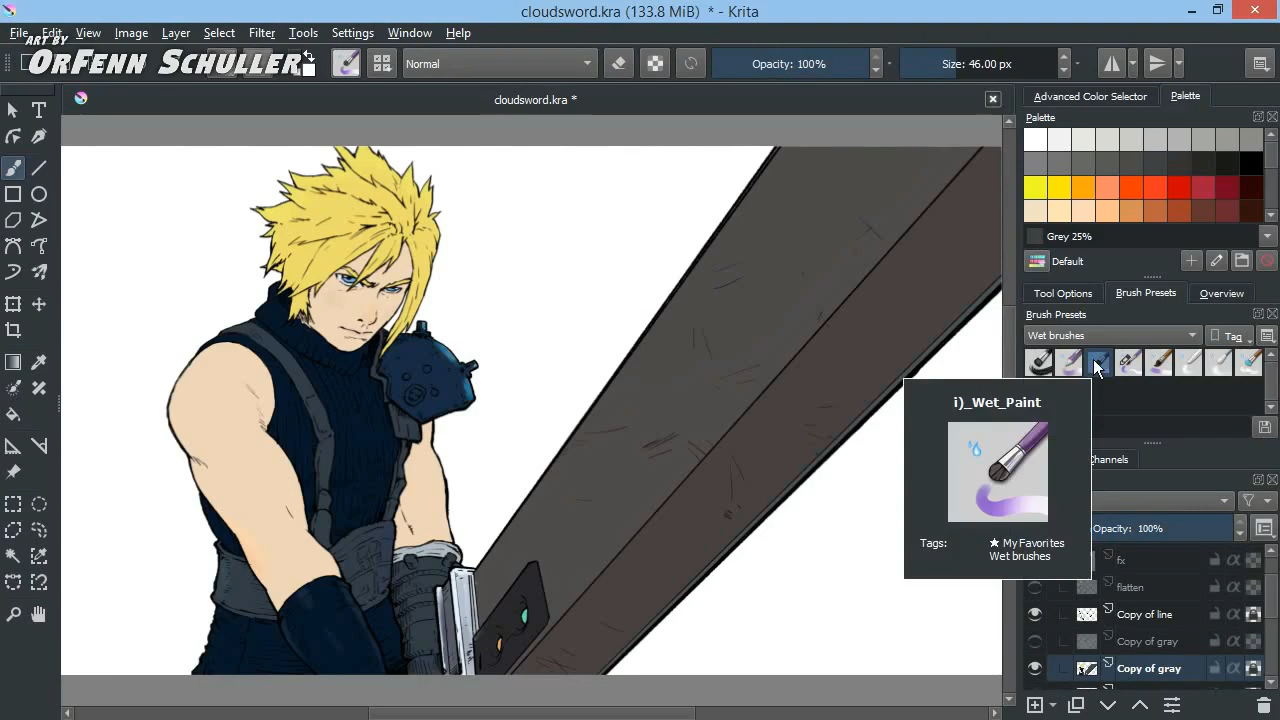 cloudsword.kra (133.8 MiB) * - Krita
File Edit View Image Layer Select Filter Tools Settings Window Help
ART BY
ORFENN SCHULLER
Normal
Opacity: 100%
Size: 46.00 px
cloudsword.kra *
Advanced Color Selector Palette
Palette
Grey 25%
Default
Tool Options Brush Presets Overview
Brush Presets
Wet brushes
Tag
i)_Wet_Paint
Tags: ★ My Favorites
Wet brushes
Channels
Opacity: 100%
fx
flatten
Copy of line
Copy of gray
Copy of gray